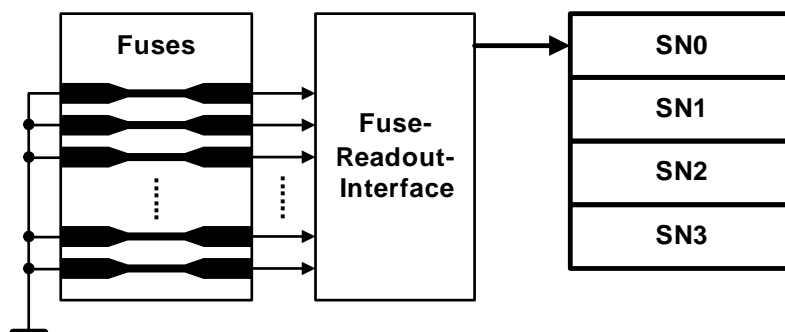 Fuses
Fuse-
Readout-
Interface
SN0
SN1
SN2
SN3